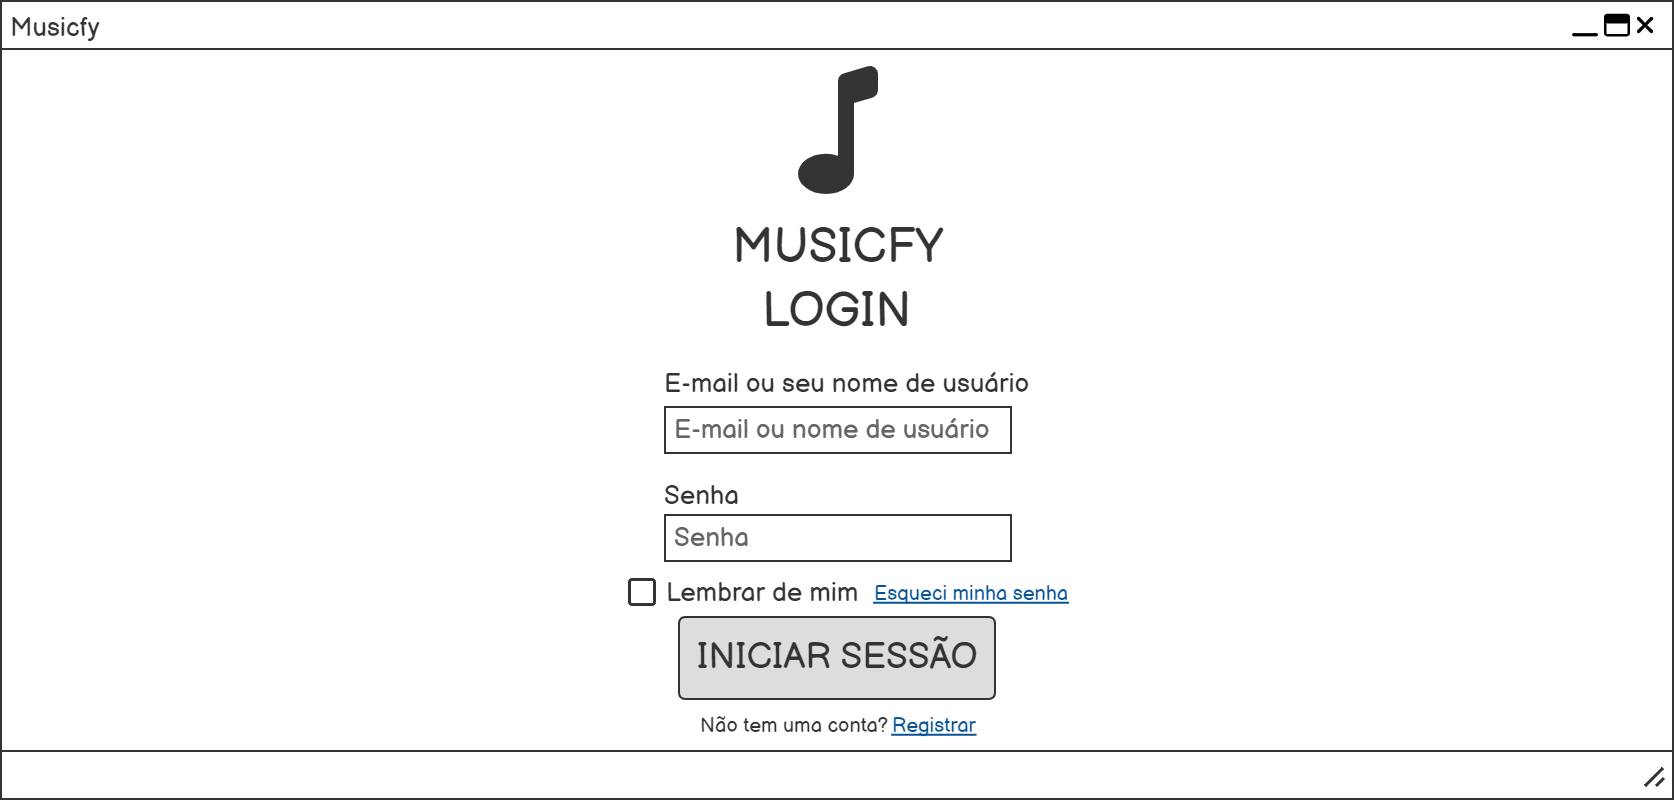 Musicfy
MUSICFY
LOGIN
E-mail ou seu nome de usuário
E-mail ou nome de usuário
Senha
Senha
Lembrar de mim Esqueci minha senha
INICIAR SESSÃO
Não tem uma conta? Registrar